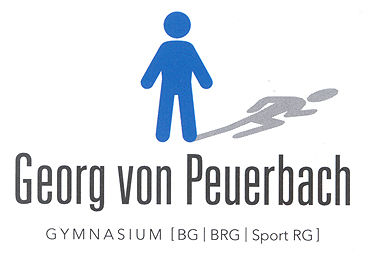 Georg von Peuerbach
GYMNASIUM [BG|BRG|Sport RG]